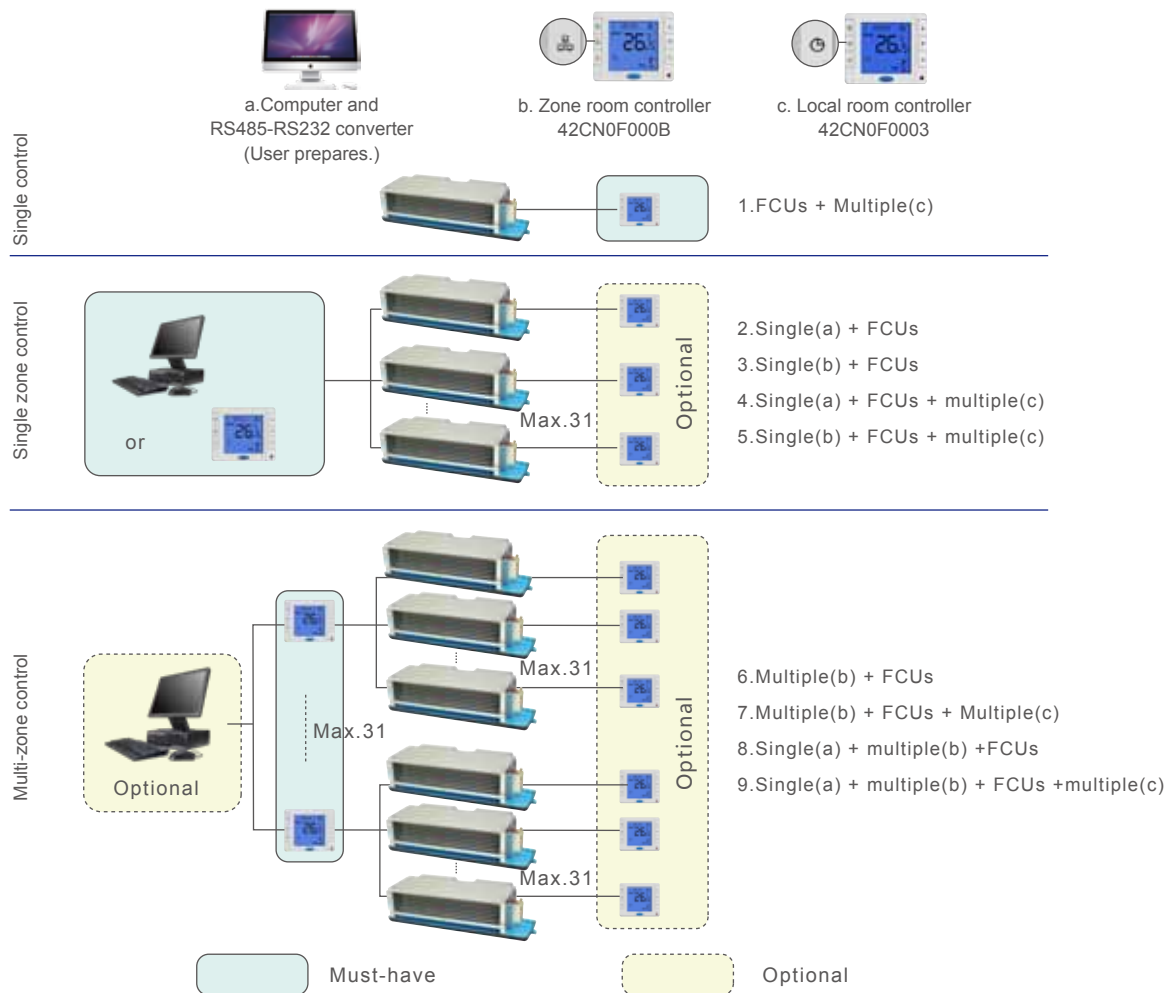 a.Computer and
RS485-RS232 converter
(User prepares.)
b. Zone room controller
42CN0F000B
c. Local room controller
42CN0F0003
Single control
1.FCUs + Multiple(c)
Single zone control
or
Max.31
Optional
2.Single(a) + FCUs
3.Single(b) + FCUs
4.Single(a) + FCUs + multiple(c)
5.Single(b) + FCUs + multiple(c)
Multi-zone control
Optional
Max.31
Max.31
Max.31
Optional
6.Multiple(b) + FCUs
7.Multiple(b) + FCUs + Multiple(c)
8.Single(a) + multiple(b) +FCUs
9.Single(a) + multiple(b) + FCUs +multiple(c)
Must-have
Optional